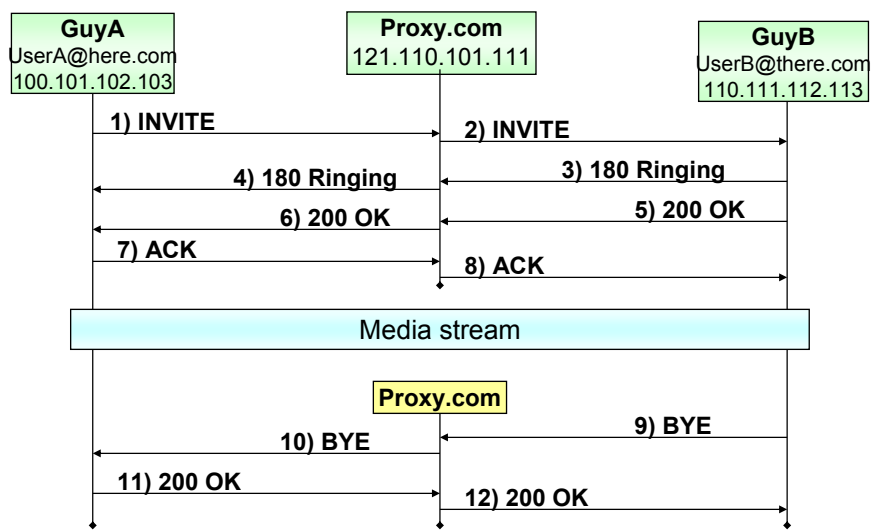 GuyA
UserA@here.com
100.101.102.103
Proxy.com
121.110.101.111
GuyB
UserB@there.com
110.111.112.113
1) INVITE
2) INVITE
3) 180 Ringing
4) 180 Ringing
5) 200 OK
6) 200 OK
7) ACK
8) ACK
Media stream
Proxy.com
9) BYE
10) BYE
11) 200 OK
12) 200 OK